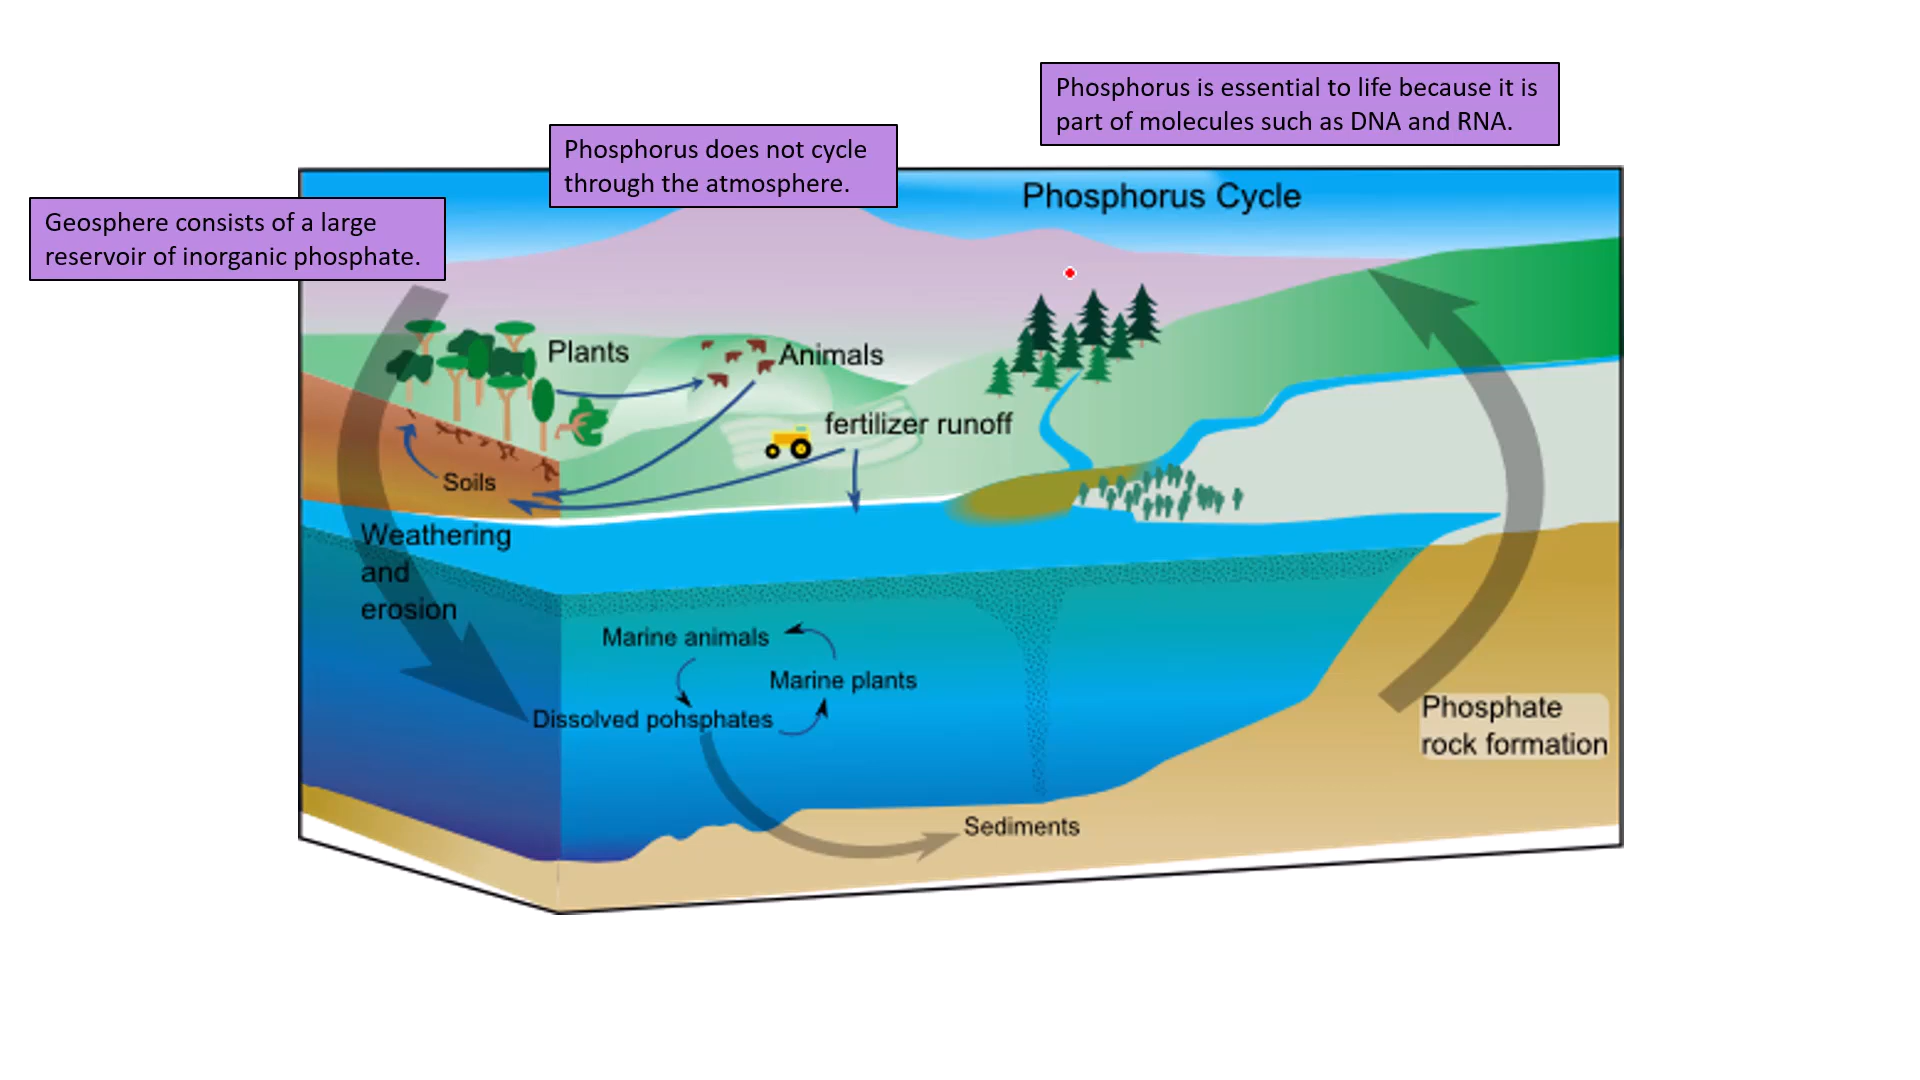 Phosphorus is essential to life because it is
part of molecules such as DNA and RNA.
Phosphorus does not cycle
through the atmosphere.
Geosphere consists of a large
reservoir of inorganic phosphate.
Phosphorus Cycle
Plants
Animals
fertilizer runoff
Soils
Weathering
and
erosion
Marine animals
Marine plants
Dissolved pohsphates
Phosphate
rock formation
Sediments